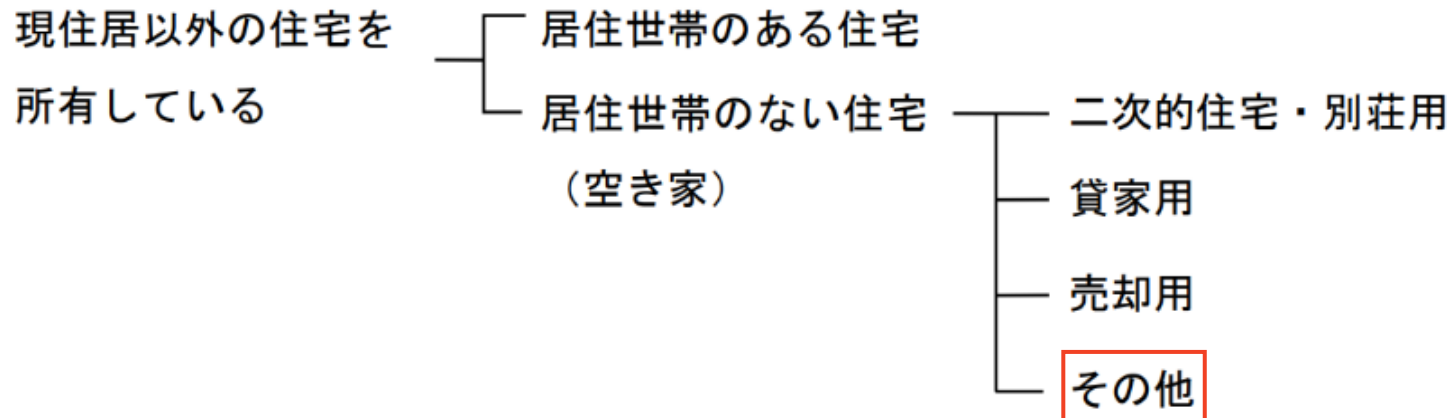 現住居以外の住宅を
所有している
居住世帯のある住宅
居住世帯のない住宅
（空き家）
二次的住宅・別荘用
貸家用
売却用
その他